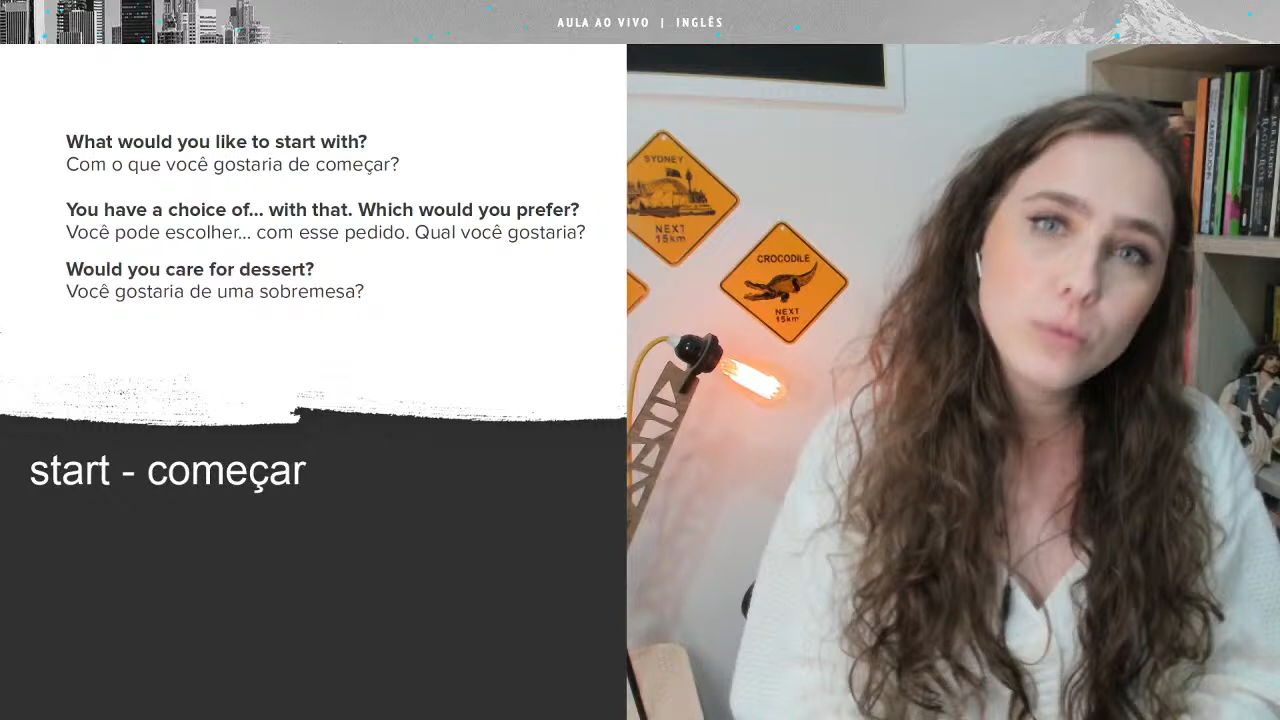 AULA AO VIVO | INGLÊS
What would you like to start with?
Com o que você gostaria de começar?
You have a choice of... with that. Which would you prefer?
Você pode escolher... com esse pedido. Qual você gostaria?
Would you care for dessert?
Você gostaria de uma sobremesa?
start - começar
SYDNEY
NEXT
15km
CROCODILE
NEXT
15km
RAGNARÖK